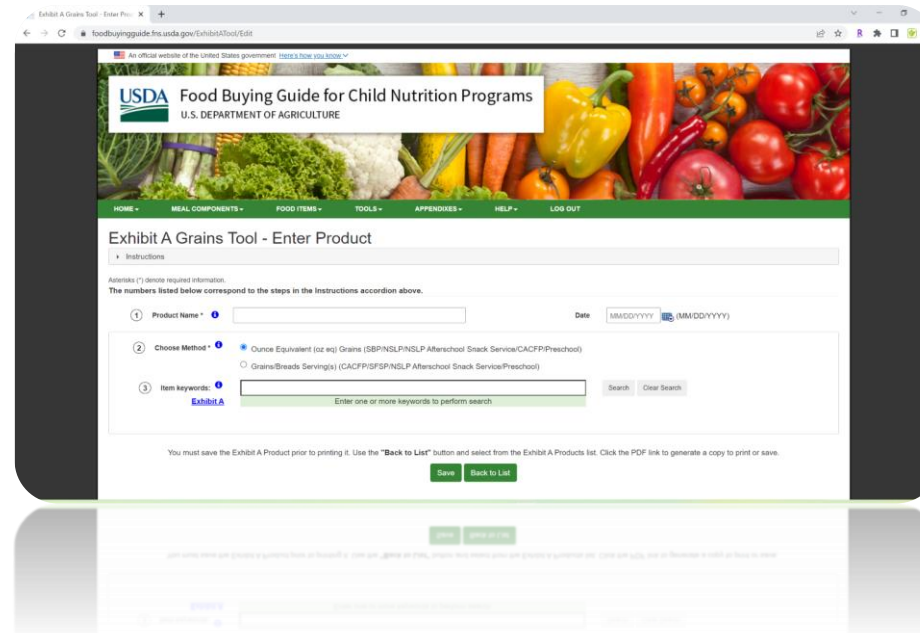 Exhibit A Grains Tool - Enter Prod
foodbuyingguide.fns.usda.gov/ExhibitATool/Edit
An official website of the United States government Here's how you know
USDA Food Buying Guide for Child Nutrition Programs
U.S. DEPARTMENT OF AGRICULTURE
HOME MEAL COMPONENTS FOOD ITEMS TOOLS APPENDIXES HELP LOG OUT
Exhibit A Grains Tool - Enter Product
Instructions
Asterisks (*) denote required information.
The numbers listed below correspond to the steps in the Instructions accordion above.
1 Product Name * Date MM/DD/YYYY (MM/DD/YYYY)
2 Choose Method * Ounce Equivalent (oz eq) Grains (SBP/NSLP/NSLP Afterschool Snack Service/CACFP/Preschool)
Grains/Breads Serving(s) (CACFP/SFSP/NSLP Afterschool Snack Service/Preschool)
3 Item keywords: Search Clear Search
Exhibit A Enter one or more keywords to perform search
You must save the Exhibit A Product prior to printing it. Use the "Back to List" button and select from the Exhibit A Products list. Click the PDF link to generate a copy to print or save.
Save Back to List